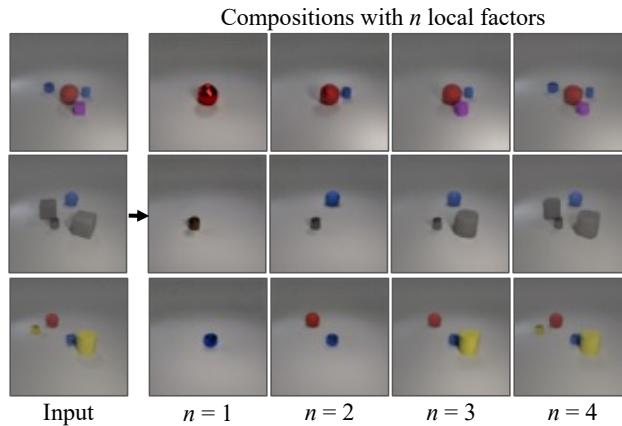 Compositions with n local factors
Input
n = 1
n = 2
n = 3
n = 4